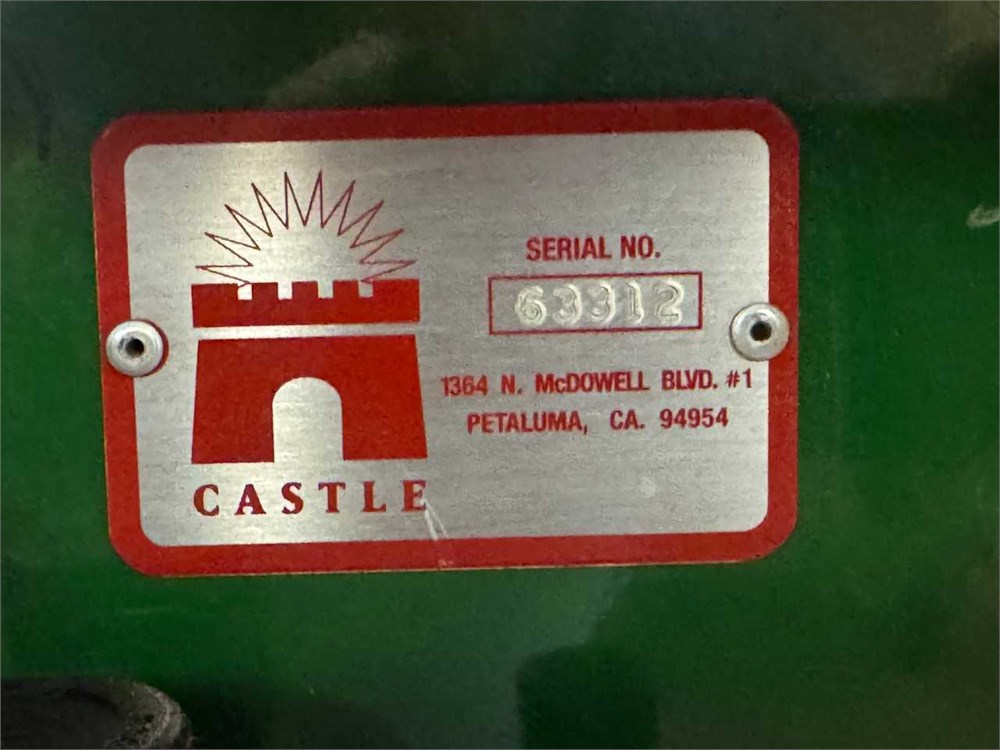 SERIAL NO.
63312
1364 N. McDOWELL BLVD. #1
PETALUMA, CA. 94954
CASTLE